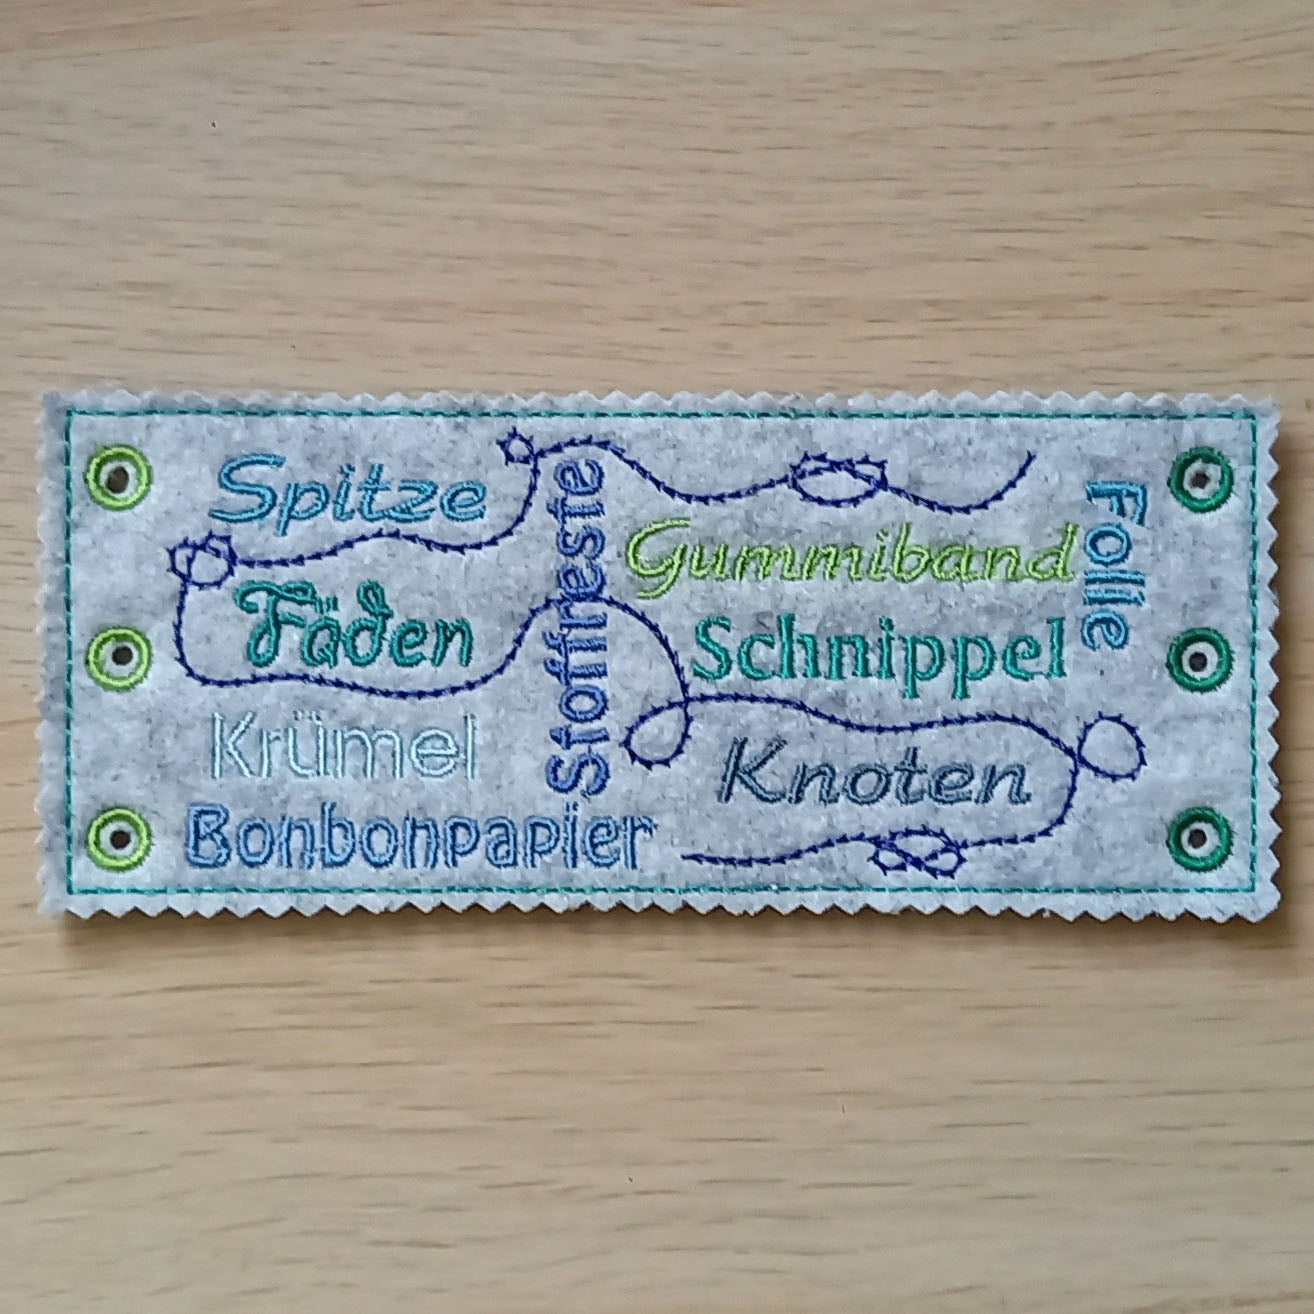 Spitze
Fäden
Krümel
Bonbonpapier
Stoffreste
Gummiband
Schnippel
Knoten
Folie